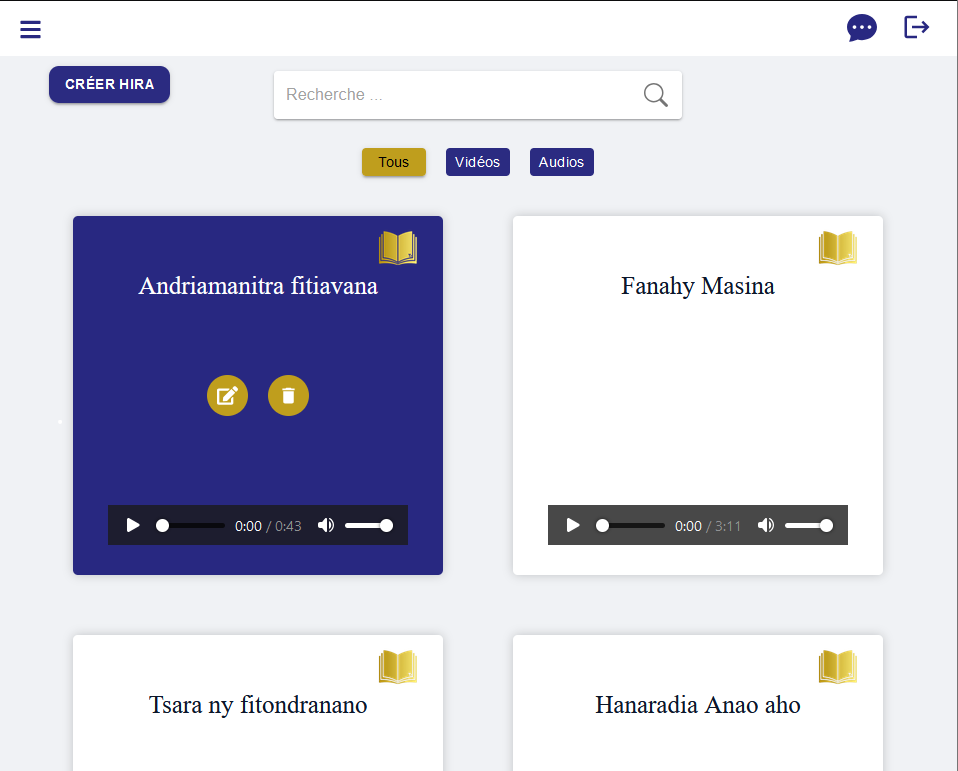 CRÉER HIRA
Recherche ...
Tous
Vidéos
Audios
Andriamanitra fitiavana
Fanahy Masina
0:00 / 0:43
0:00 / 3:11
Tsara ny fitondranano
Hanaradia Anao aho